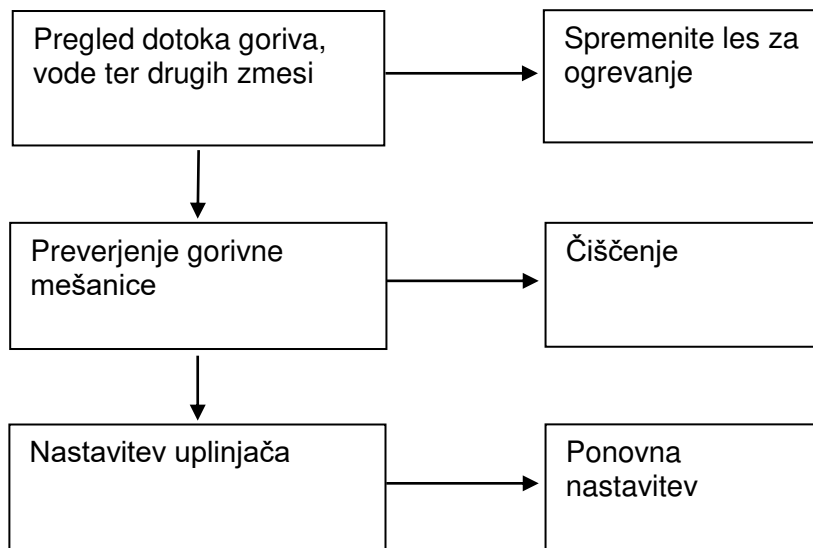 Pregled dotoka goriva,
vode ter drugih zmesi
Spremenite les za
ogrevanje
Preverjenje gorivne
mešanice
Čiščenje
Nastavitev uplinjača
Ponovna
nastavitev